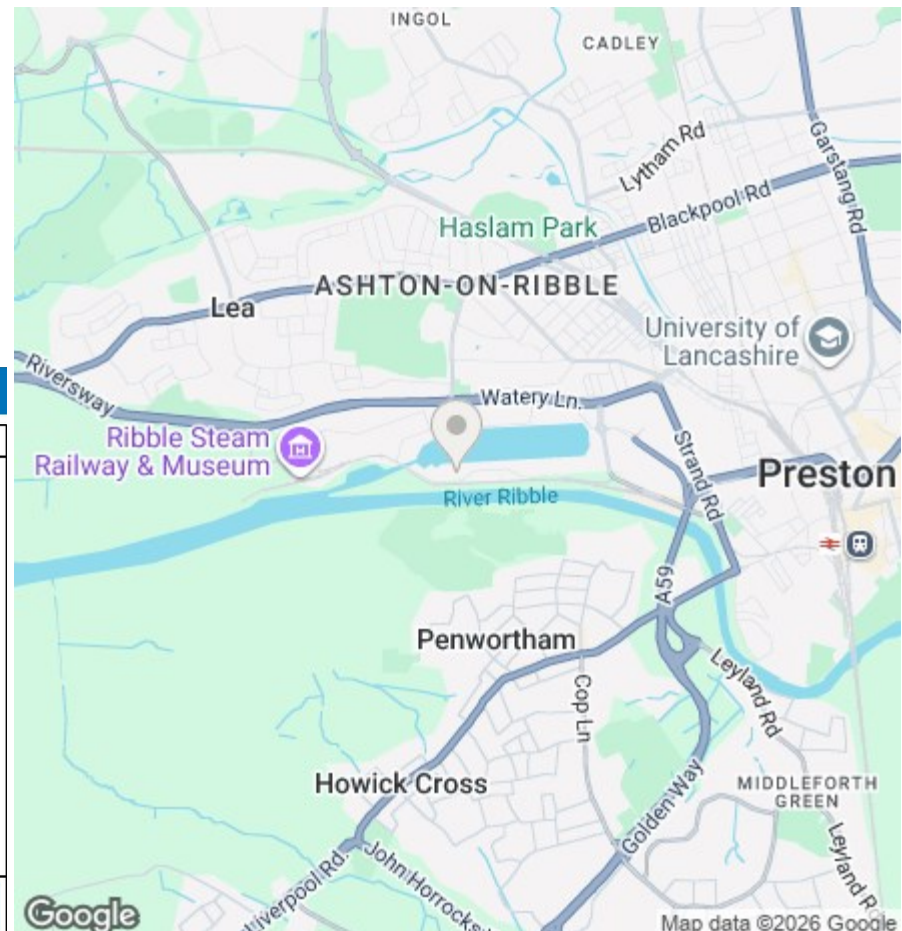 INGOL
CADLEY
Lytham Rd
Garstang Rd
Blackpool Rd
Haslam Park
ASHTON-ON-RIBBLE
Lea
University of
Lancashire
Riversway
Watery Ln.
Ribble Steam
Railway & Museum
Strand Rd
Preston
River Ribble
A59
Penwortham
Leyland Rd
Cop Ln
Howick Cross
MIDDLEFORTH
GREEN
Golden Way
Leyland R
Liverpool Rd.
John Horrocks
Google
Map data ©2026 Google